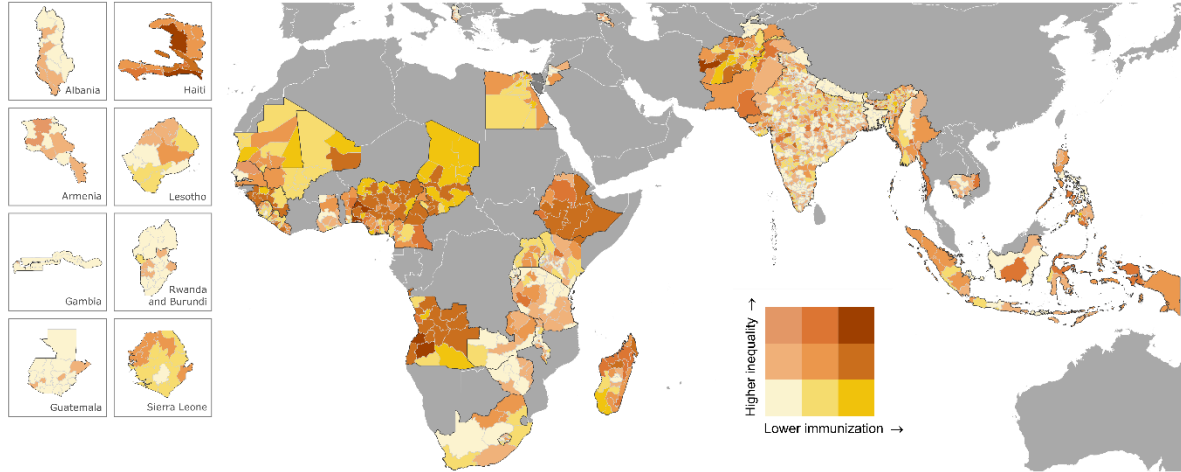 Albania
Haiti
Armenia
Lesotho
Gambia
Rwanda
and Burundi
Guatemala
Sierra Leone
Higher inequality →
Lower immunization →